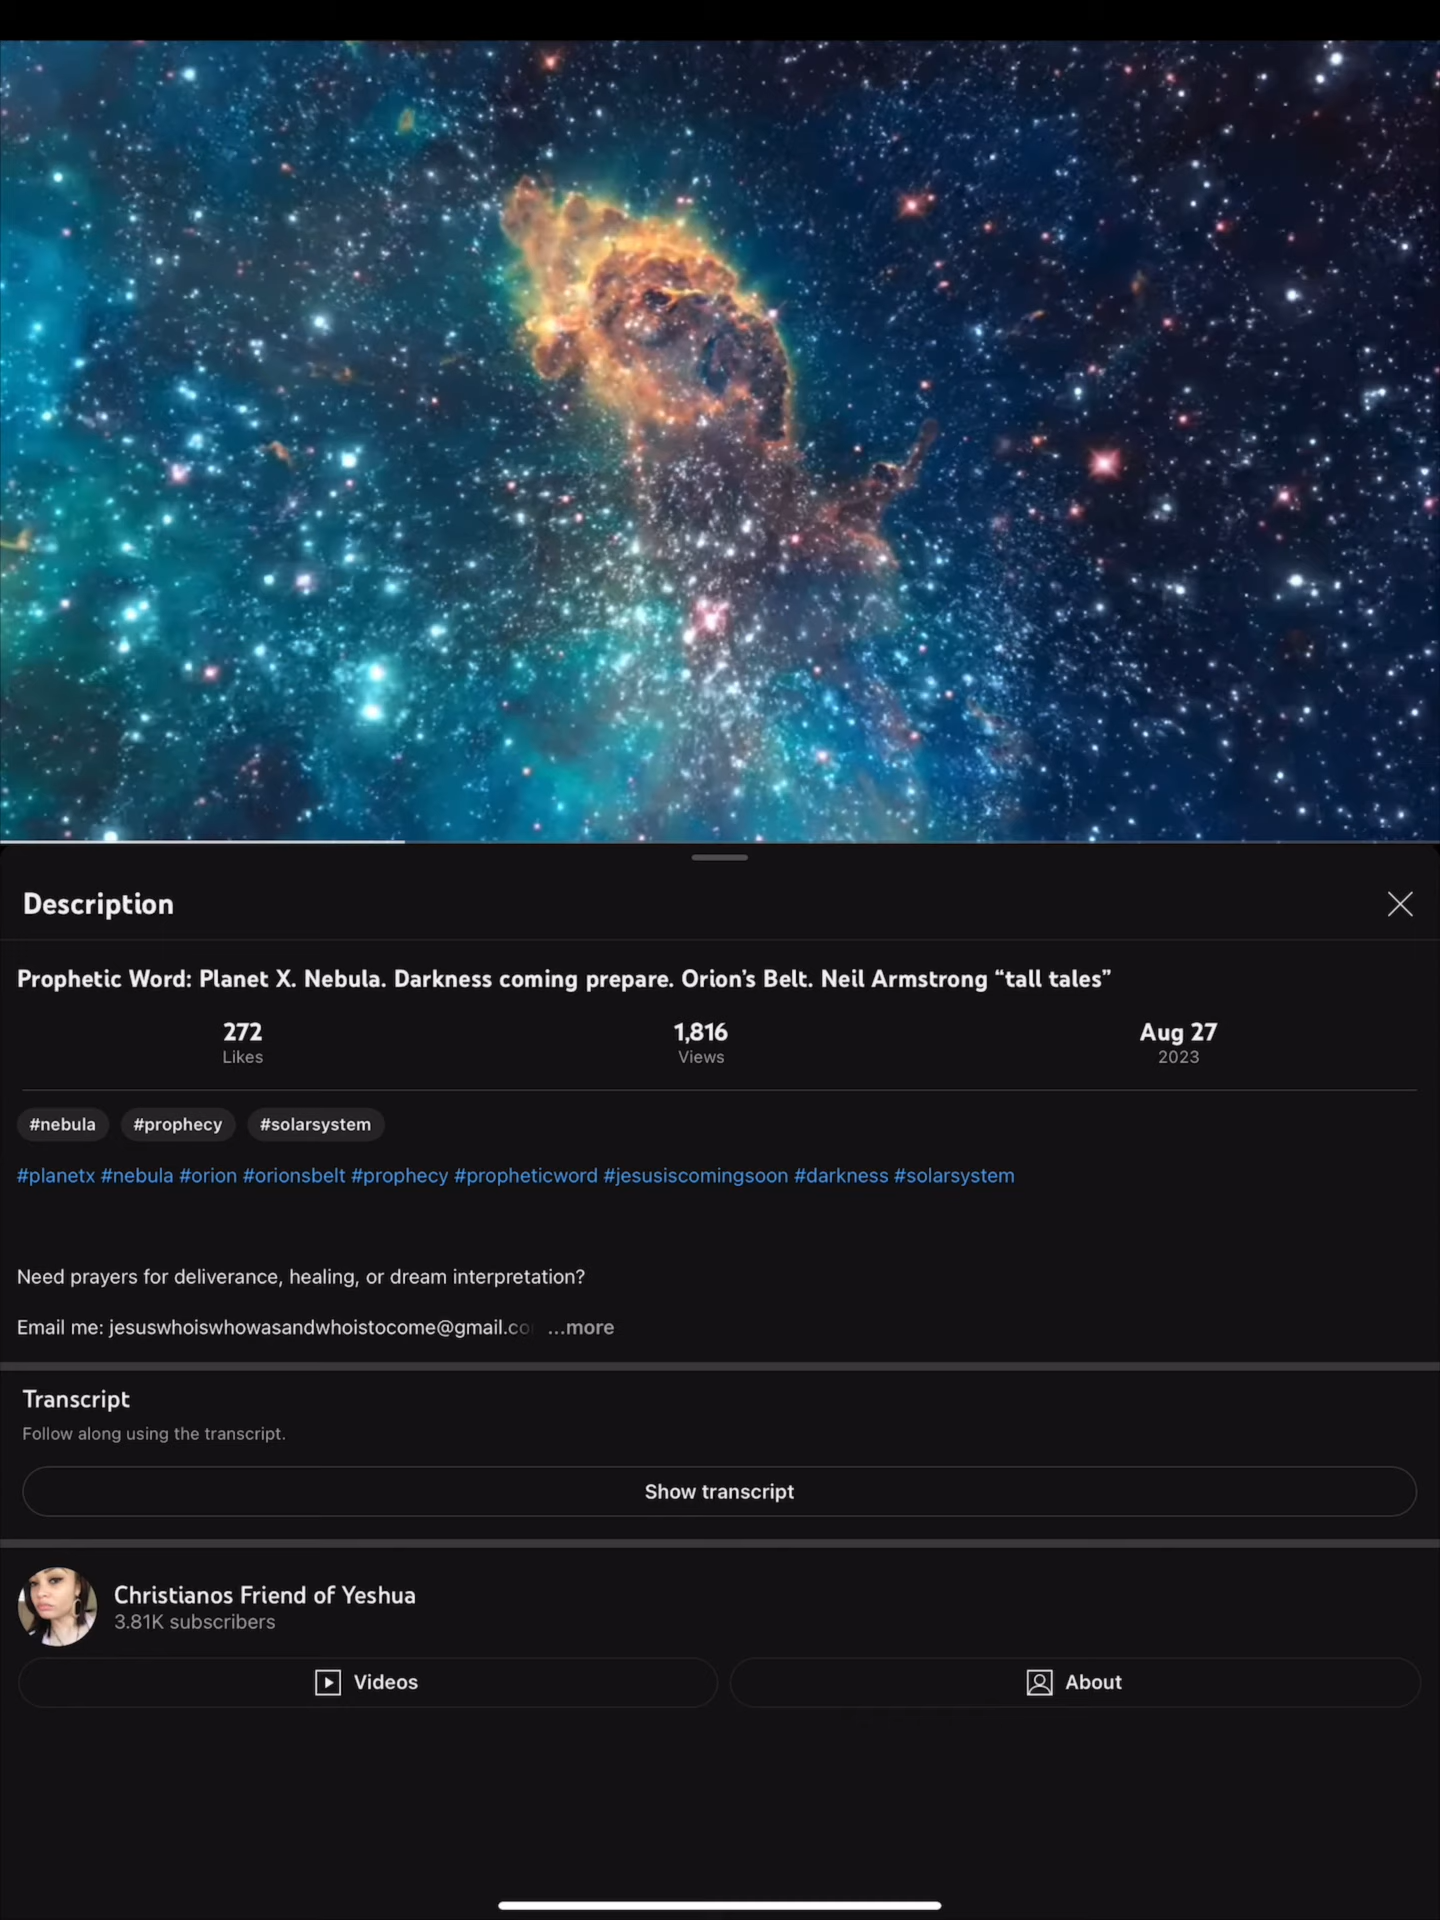 Description
Prophetic Word: Planet X. Nebula. Darkness coming prepare. Orion’s Belt. Neil Armstrong “tall tales”
272 1,816 Aug 27
Likes Views 2023
#nebula #prophecy #solarsystem
#planetx #nebula #orion #orionsbelt #prophecy #propheticword #jesusiscomingsoon #darkness #solarsystem
Need prayers for deliverance, healing, or dream interpretation?
Email me: jesuswhoiswhowasandwhoistocome@gmail.co ...more
Transcript
Follow along using the transcript.
Show transcript
Christianos Friend of Yeshua
3.81K subscribers
Videos About